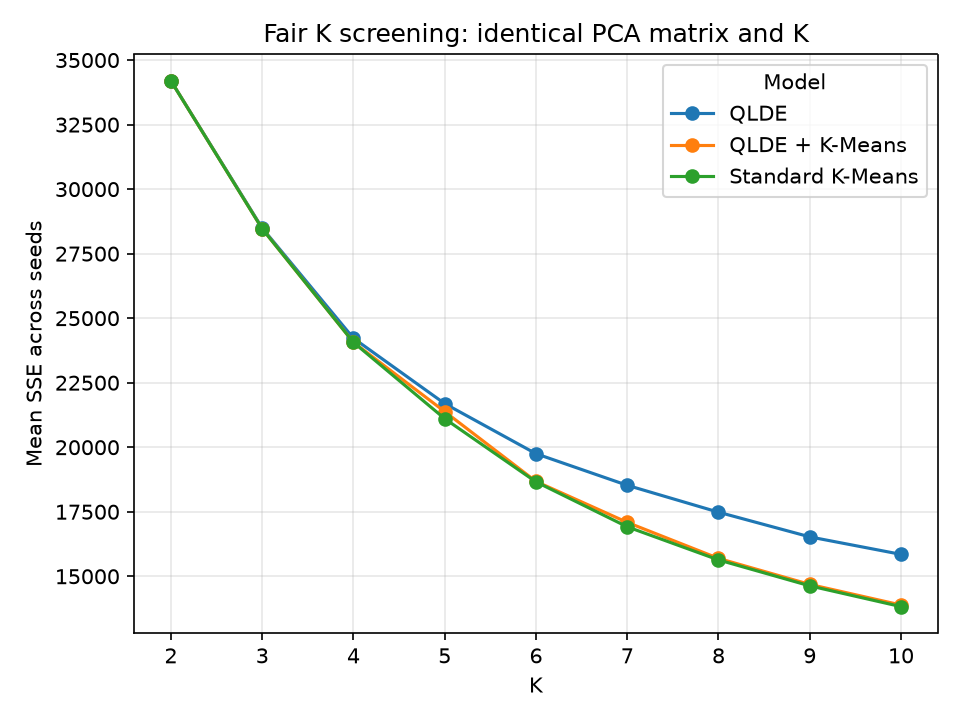 Fair K screening: identical PCA matrix and K
Model
QLDE
QLDE + K-Means
Standard K-Means
Mean SSE across seeds
35000
32500
30000
27500
25000
22500
20000
17500
15000
2 3 4 5 6 7 8 9 10
K